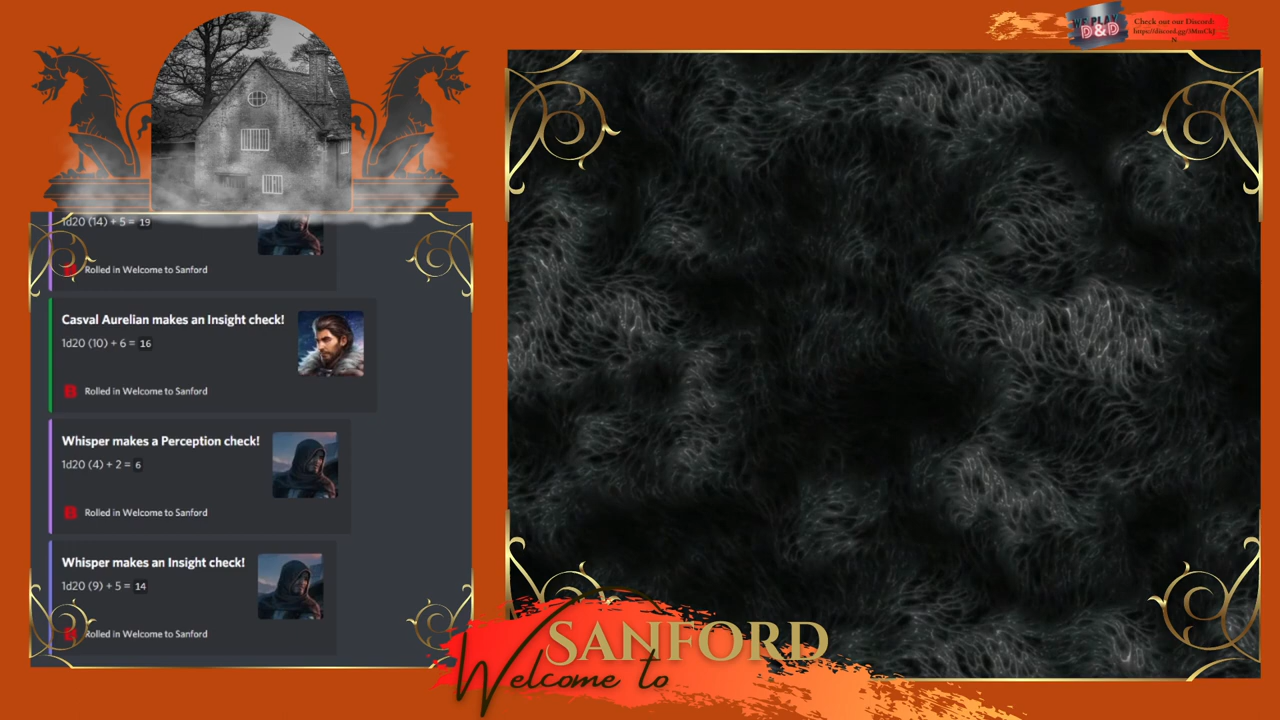 WE PLAY
D&D
Check out our Discord:
1d20 (14) + 5 = 19
Rolled in Welcome to Sanford
Casval Aurelian makes an Insight check!
1d20 (10) + 6 = 16
Rolled in Welcome to Sanford
Whisper makes a Perception check!
1d20 (4) + 2 = 6
Rolled in Welcome to Sanford
Whisper makes an Insight check!
1d20 (9) + 5 = 14
Rolled in Welcome to Sanford
SANFORD
Welcome to